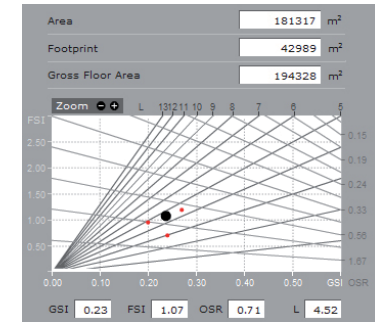 Area 181317 m²
Footprint 42989 m²
Gross Floor Area 194328 m²
Zoom L 13 12 11 10 9 8 7 6 5
FSI
0.15
2.50
0.19
2.00
0.24
1.50
0.33
1.00
0.56
0.50
1.67
0.00 0.10 0.20 0.30 0.40 0.50 GSI OSR
GSI 0.23 FSI 1.07 OSR 0.71 L 4.52